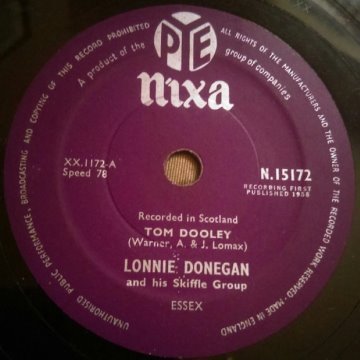 PYE
A product of the
group of companies
nixa
XX.1172-A
Speed 78
N.15172
RECORDING FIRST
PUBLISHED 1958
Recorded in Scotland
TOM DOOLEY
(Warner, A. & J. Lomax)
LONNIE DONEGAN
and his Skiffle Group
ESSEX
UNAUTHORISED PUBLIC PERFORMANCE, BROADCASTING AND COPYING OF THIS RECORD PROHIBITED
ALL RIGHTS OF THE MANUFACTURERS AND THE OWNER OF THE RECORDED WORK RESERVED-MADE IN ENGLAND